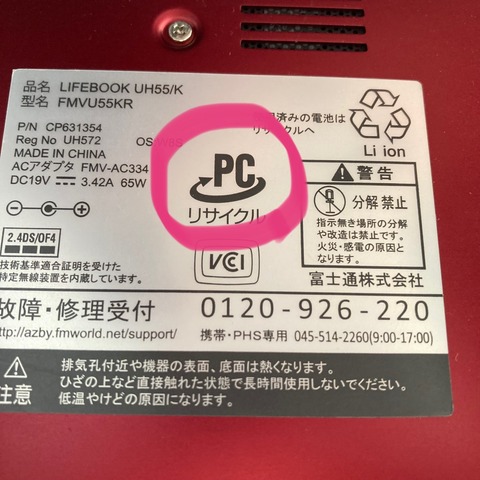 品名 LIFEBOOK UH55/K
型名 FMVU55KR
P/N CP631354
Reg No UH572
MADE IN CHINA
ACアダプタ FMV-AC334
DC19V 3.42A 65W
済みの電池は
リサイクルへ
Li ion
PC
リサイクル
警告
分解禁止
指示無き場所の分解
や改造は禁止です。
火災・感電の原因と
なります。
2.4DS/OF4
技術基準適合証明を受けた
特定無線装置を内蔵しています。
VCCI
富士通株式会社
故障・修理受付 0120-926-220
http://azby.fmworld.net/support/ 携帯・PHS専用 045-514-2260(9:00-17:00)
注意
排気孔付近や機器の表面、底面は熱くなります。
ひざの上など直接触れた状態で長時間使用しないでください。
低温やけどの原因になります。